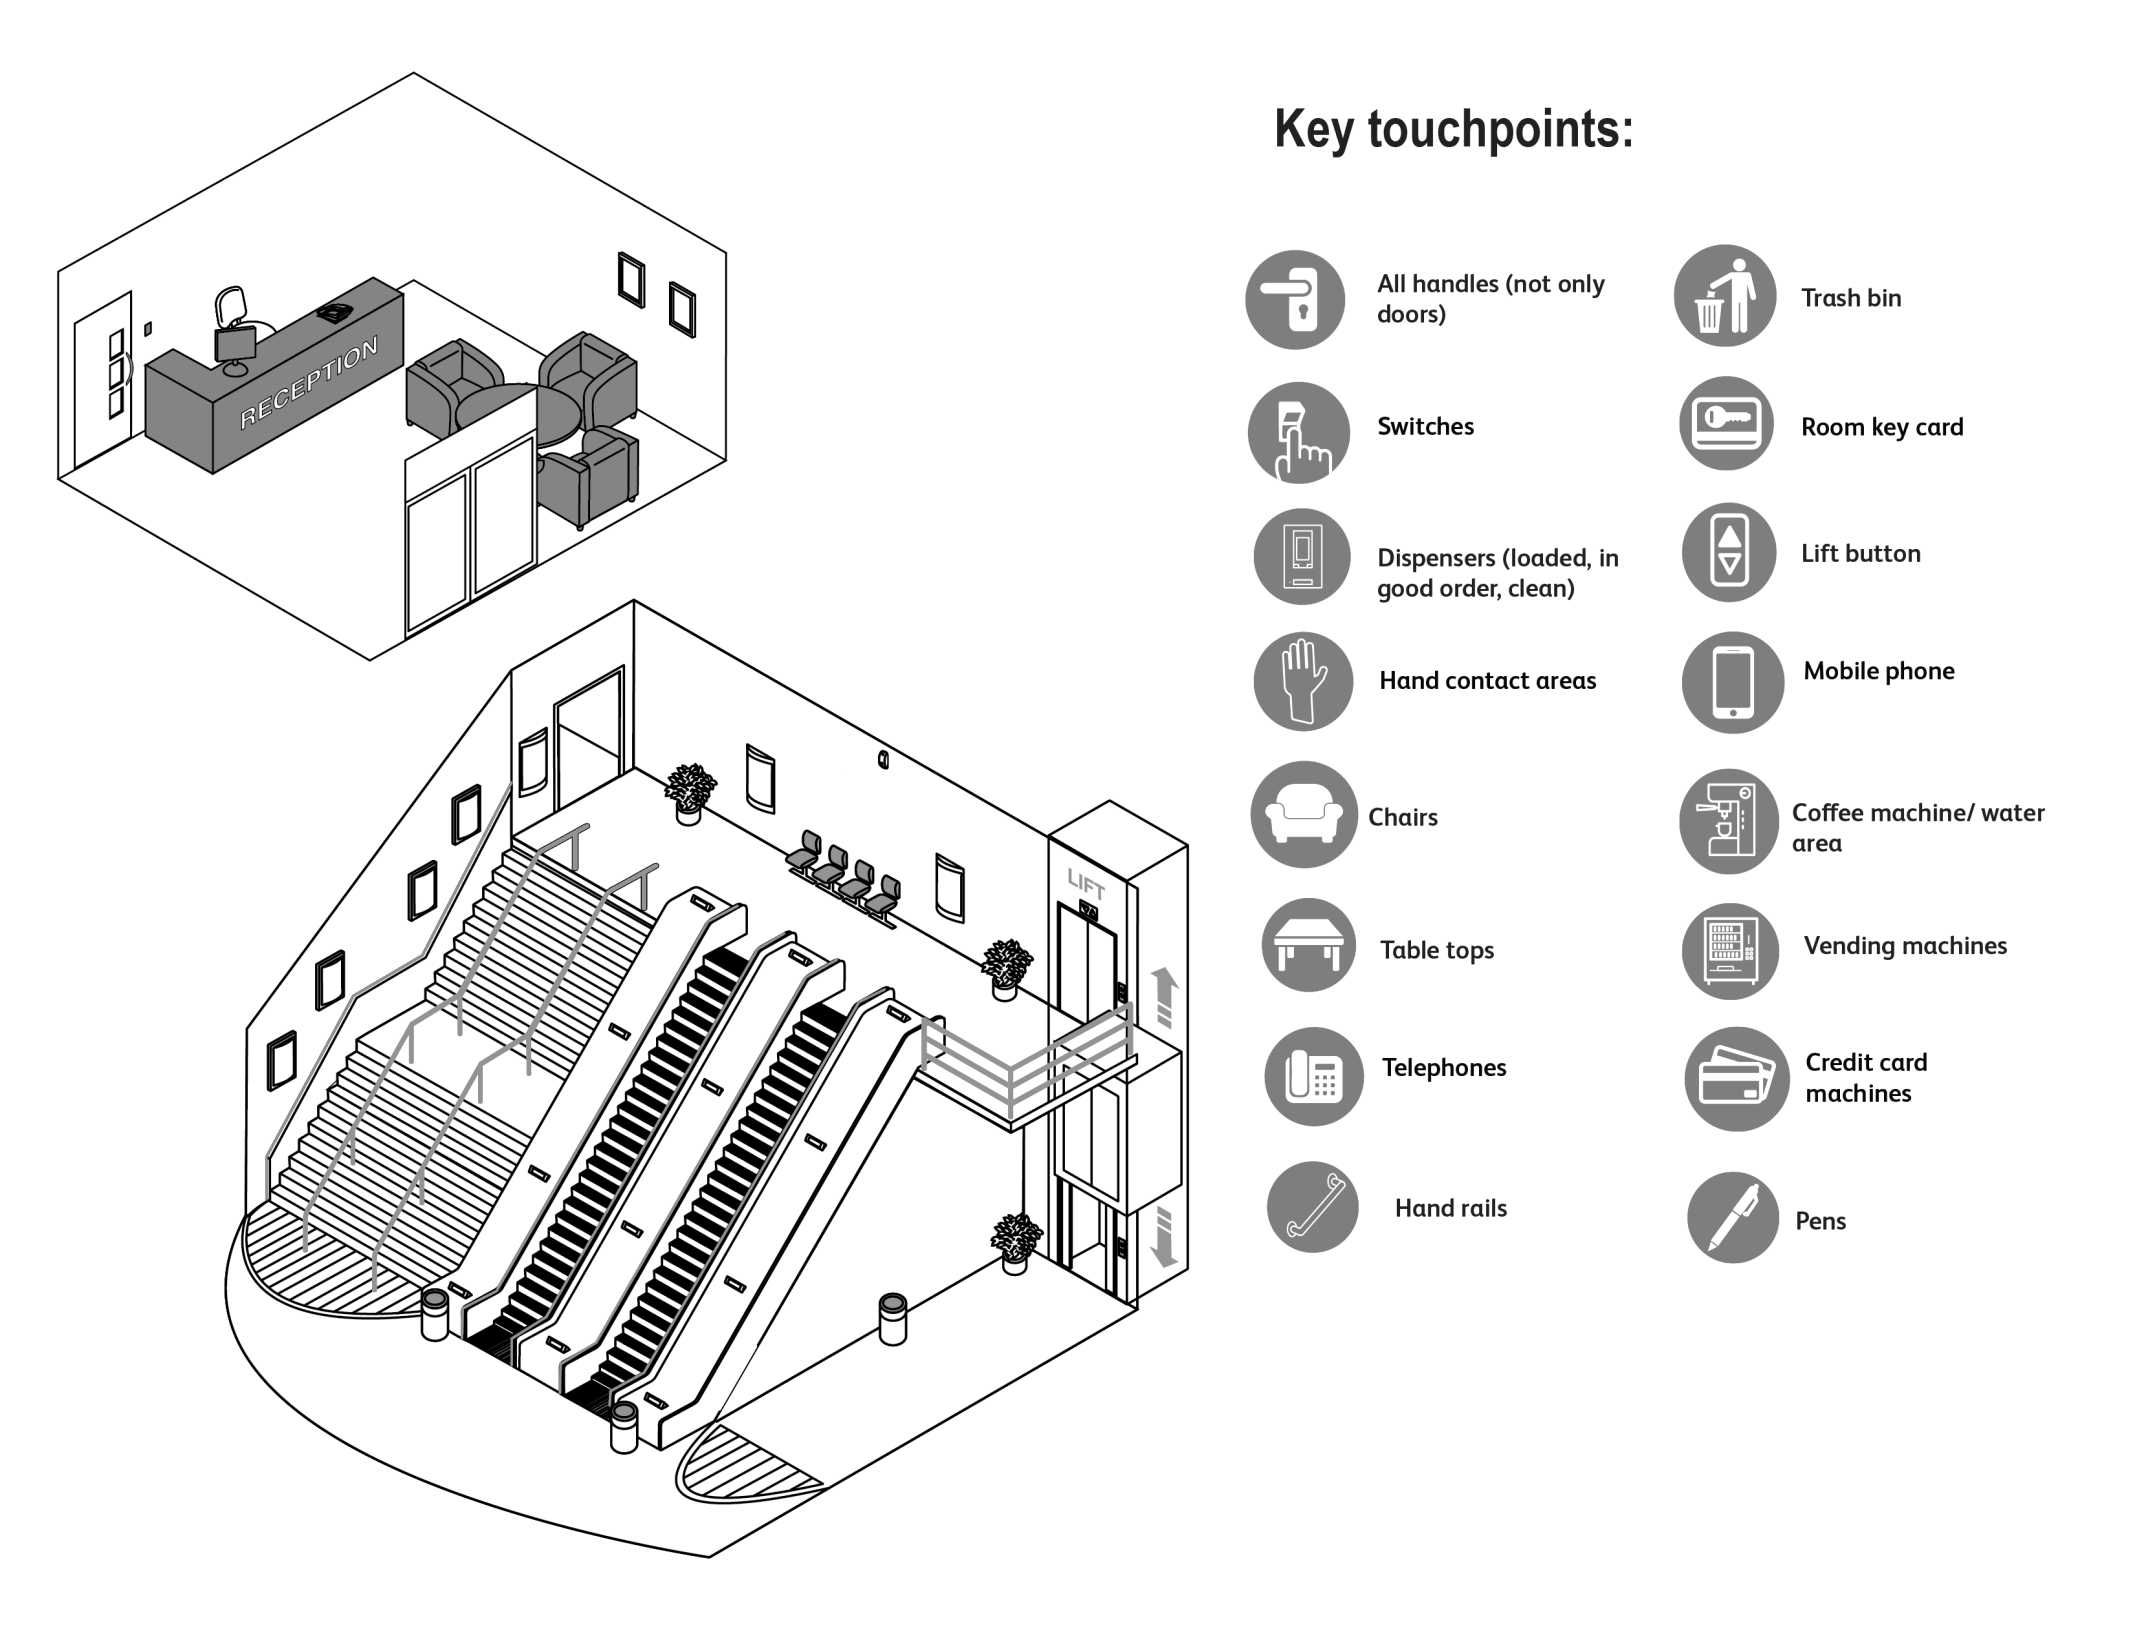 Key touchpoints:
RECEPTION
LIFT
All handles (not only
doors)
Switches
Dispensers (loaded, in
good order, clean)
Hand contact areas
Chairs
Table tops
Telephones
Hand rails
Trash bin
Room key card
Lift button
Mobile phone
Coffee machine/ water
area
Vending machines
Credit card
machines
Pens